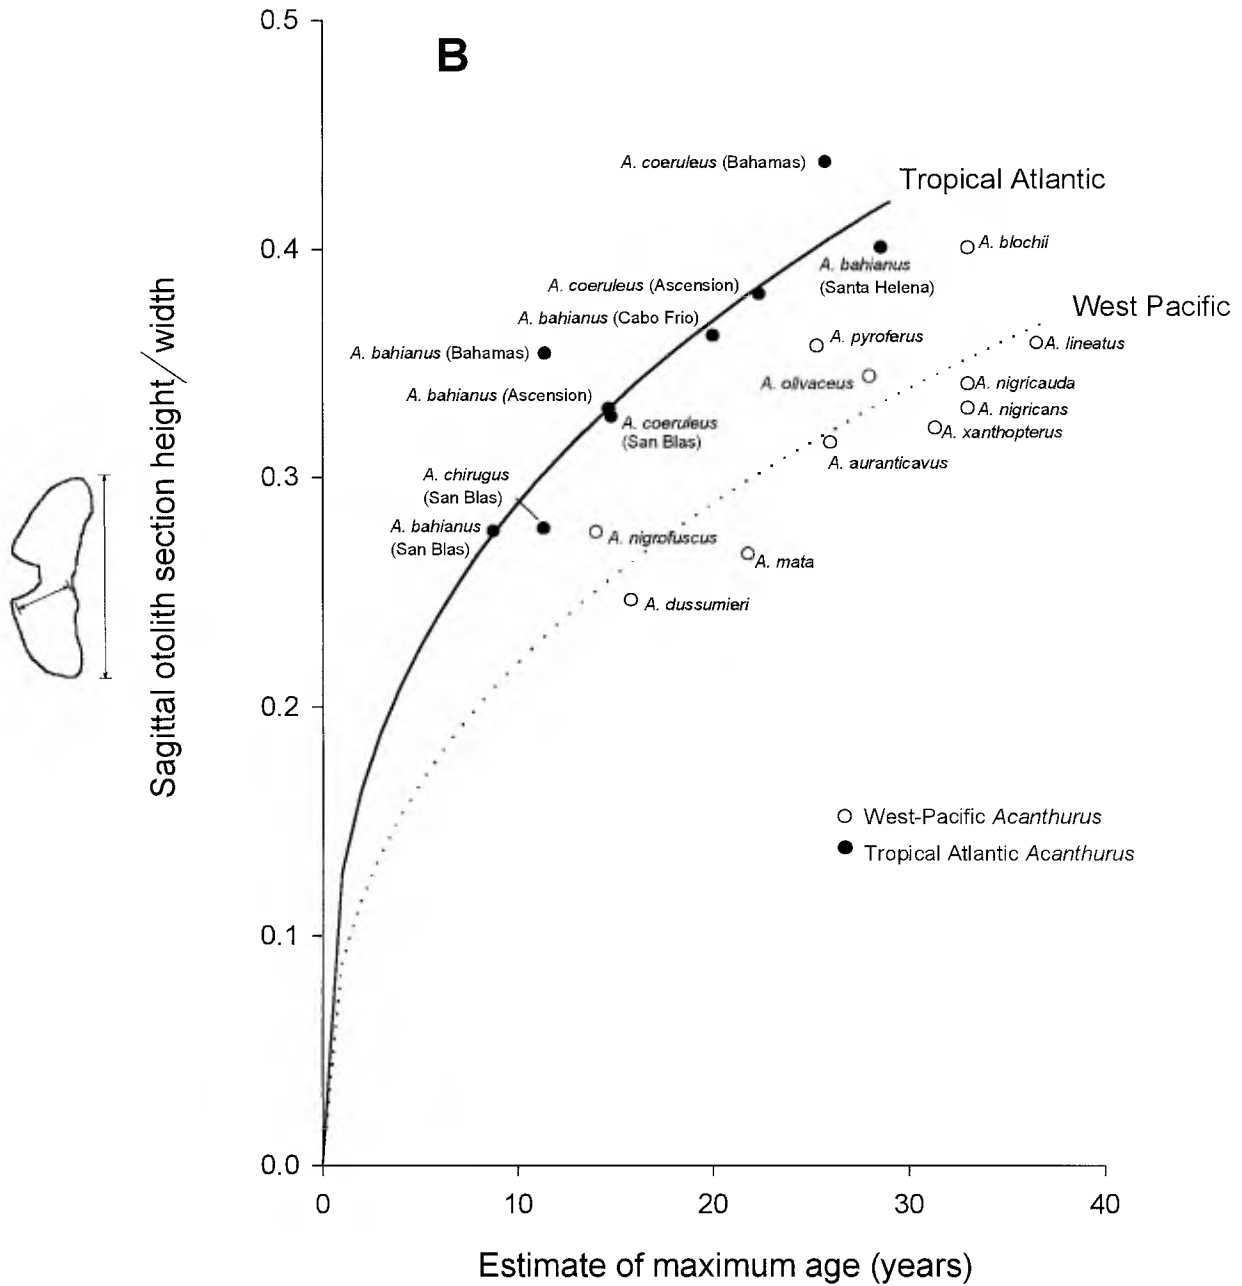 B
0.5
0.4
0.3
0.2
0.1
0.0
Sagittal otolith section height/width
A. coeruleus (Bahamas)
Tropical Atlantic
A. blochii
A. bahianus
(Santa Helena)
A. coeruleus (Ascension)
A. bahianus (Cabo Frio)
West Pacific
A. pyroferus
A. lineatus
A. bahianus (Bahamas)
A. olivaceus
A. nigricauda
A. bahianus (Ascension)
A. nigricans
A. coeruleus
(San Blas)
A. xanthopterus
A. auranticavus
A. chirugus
(San Blas)
A. bahianus
(San Blas)
A. nigrofuscus
A. mata
A. dussumieri
West-Pacific Acanthurus
Tropical Atlantic Acanthurus
0 10 20 30 40
Estimate of maximum age (years)